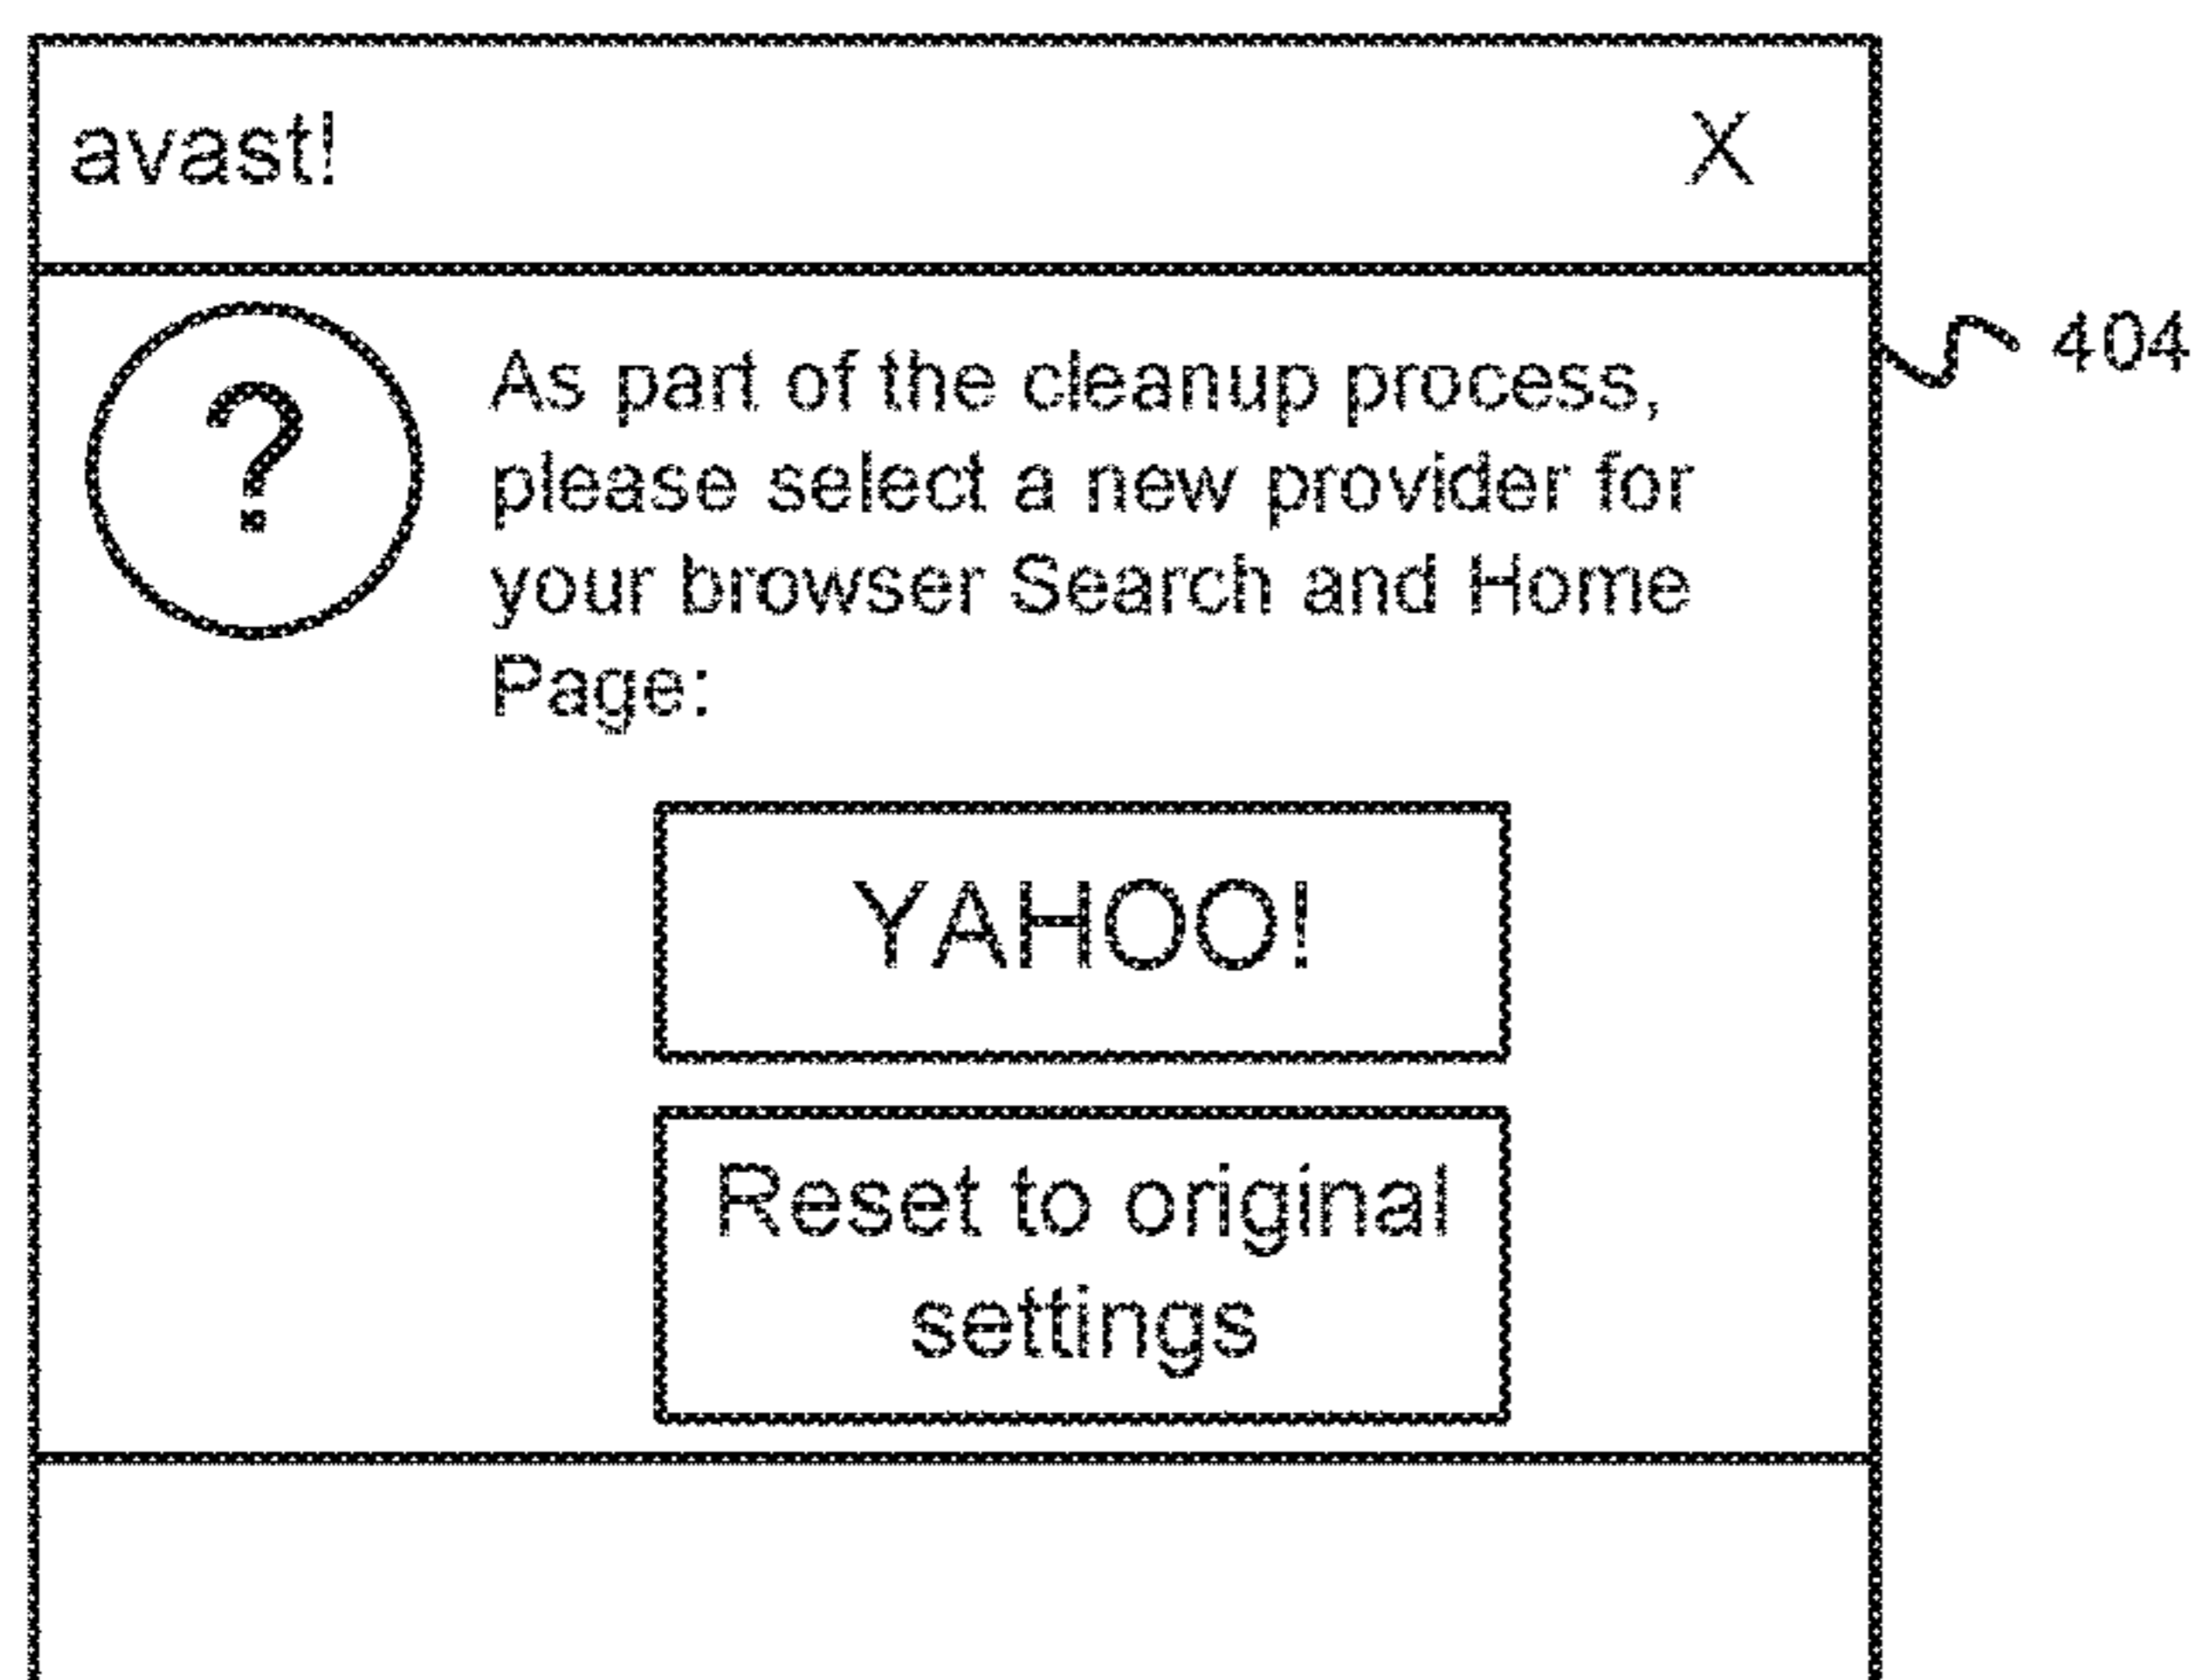 avast! X
404
?
As part of the cleanup process,
please select a new provider for
your browser Search and Home
Page:
YAHOO!
Reset to original
settings